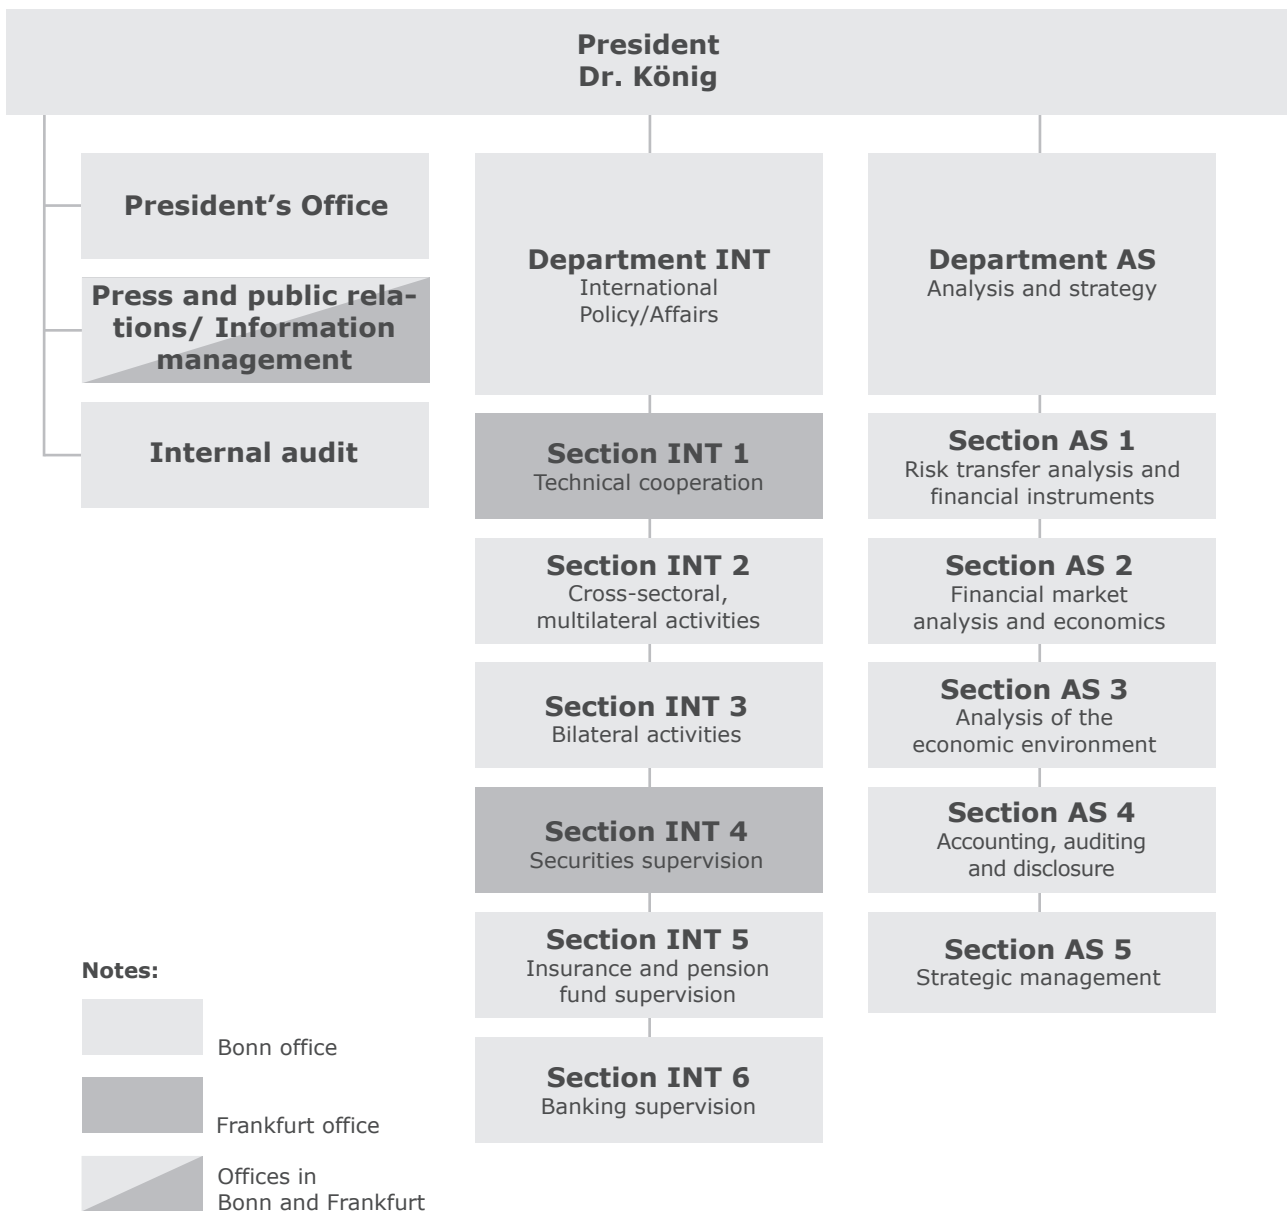 President
Dr. König
President’s Office
Press and public rela-
tions/ Information
management
Internal audit
Department INT
International
Policy/Affairs
Section INT 1
Technical cooperation
Section INT 2
Cross-sectoral,
multilateral activities
Section INT 3
Bilateral activities
Section INT 4
Securities supervision
Section INT 5
Insurance and pension
fund supervision
Section INT 6
Banking supervision
Department AS
Analysis and strategy
Section AS 1
Risk transfer analysis and
financial instruments
Section AS 2
Financial market
analysis and economics
Section AS 3
Analysis of the
economic environment
Section AS 4
Accounting, auditing
and disclosure
Section AS 5
Strategic management
Notes:
Bonn office
Frankfurt office
Offices in
Bonn and Frankfurt